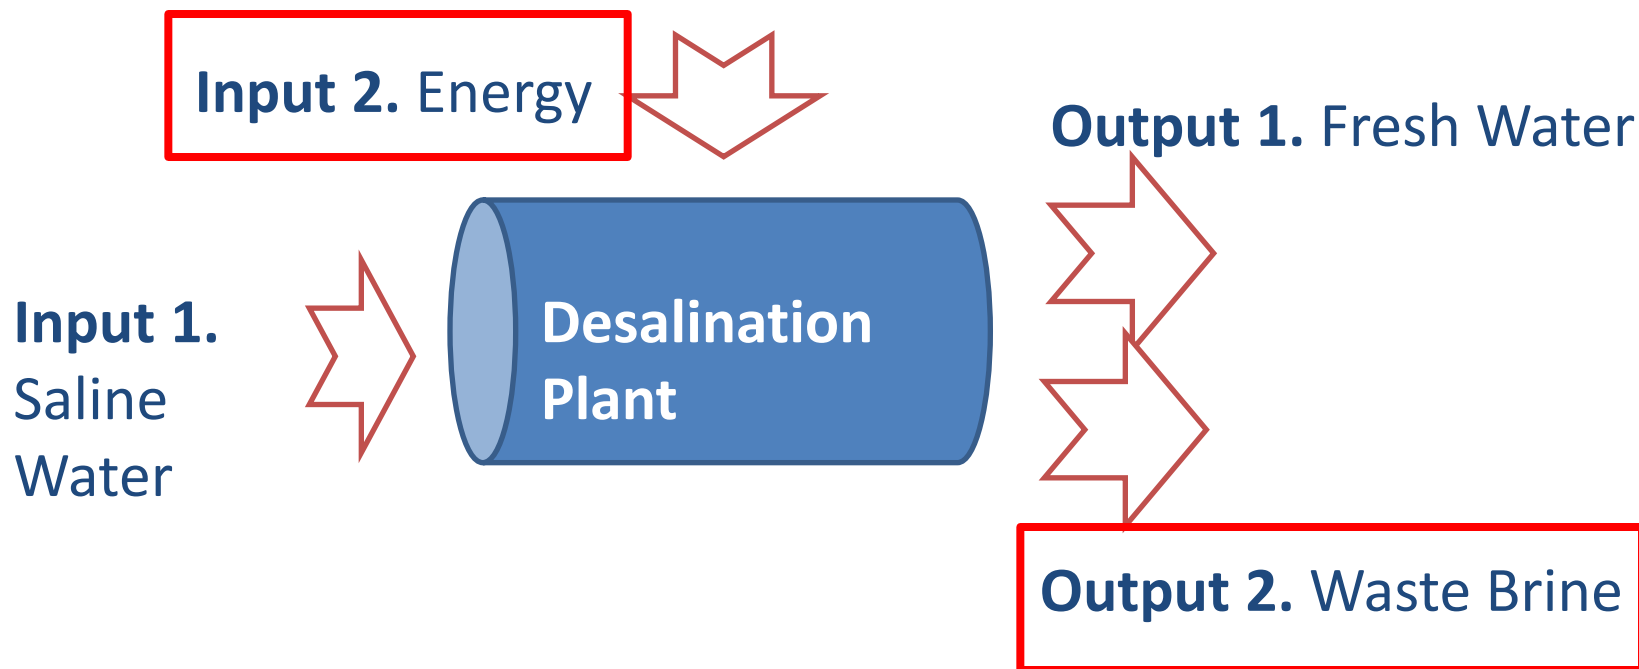 Input 2. Energy
Output 1. Fresh Water
Input 1.
Saline
Water
Desalination
Plant
Output 2. Waste Brine